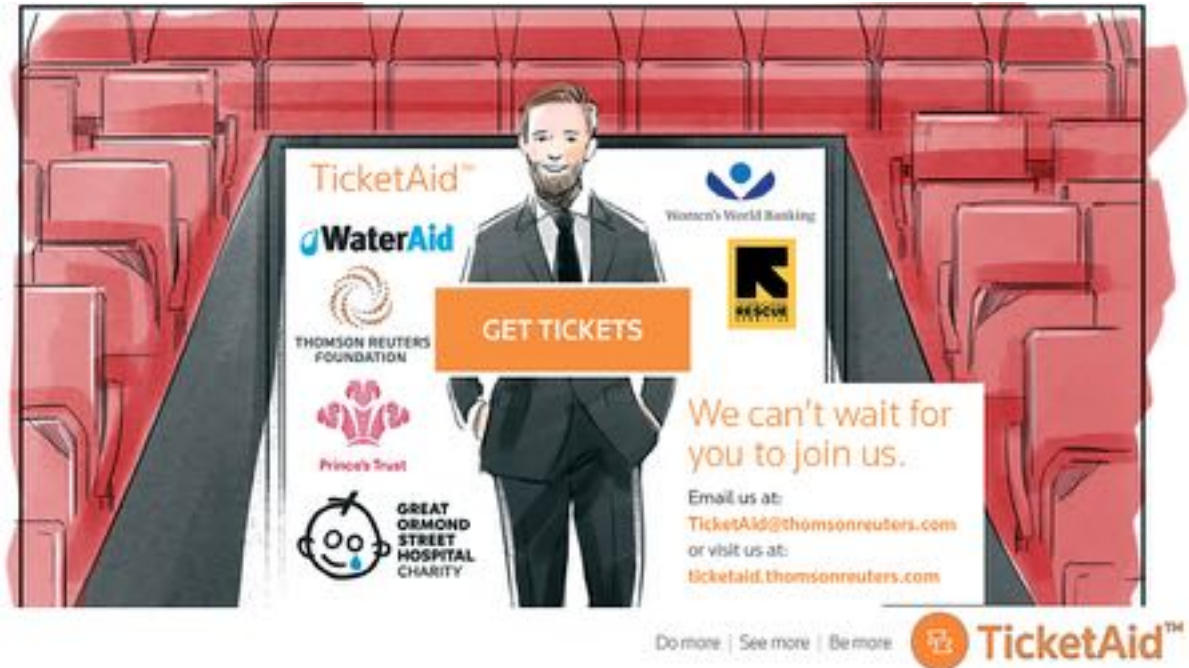 TicketAid™
WaterAid
THOMSON REUTERS
FOUNDATION
Prince's Trust
GREAT
ORMOND
STREET
HOSPITAL
CHARITY
GET TICKETS
Women's World Banking
RESCUE
We can't wait for
you to join us.
Email us at:
TicketAid@thomsonreuters.com
or visit us at:
ticketaid.thomsonreuters.com
Do more | See more | Be more
TicketAid™